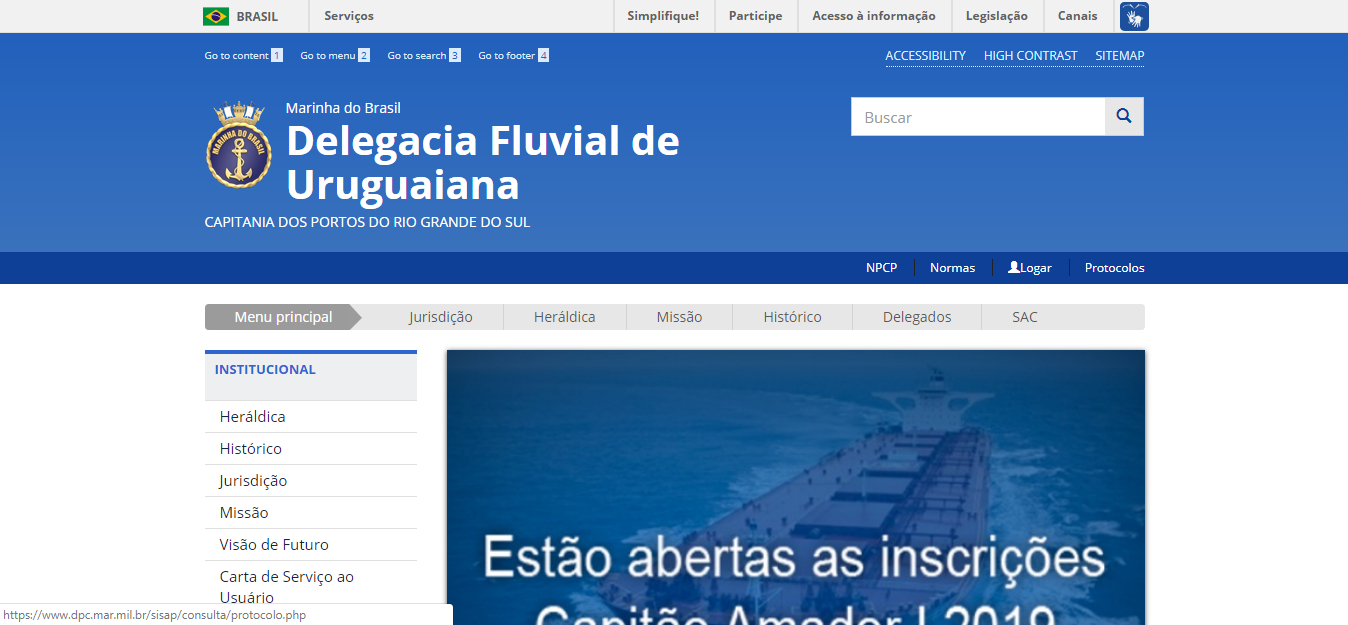 BRASIL Serviços Simplifique! Participe Acesso à informação Legislação Canais
Go to content 1 Go to menu 2 Go to search 3 Go to footer 4 ACCESSIBILITY HIGH CONTRAST SITEMAP
Marinha do Brasil
Delegacia Fluvial de
Uruguaiana
CAPITANIA DOS PORTOS DO RIO GRANDE DO SUL
MARINHA DO BRASIL
Buscar
NPCP Normas Logar Protocolos
Menu principal Jurisdição Heráldica Missão Histórico Delegados SAC
INSTITUCIONAL
Heráldica
Histórico
Jurisdição
Missão
Visão de Futuro
Carta de Serviço ao
Usuário
Estão abertas as inscrições
Capitão Amador I 2019
https://www.dpc.mar.mil.br/sisap/consulta/protocolo.php